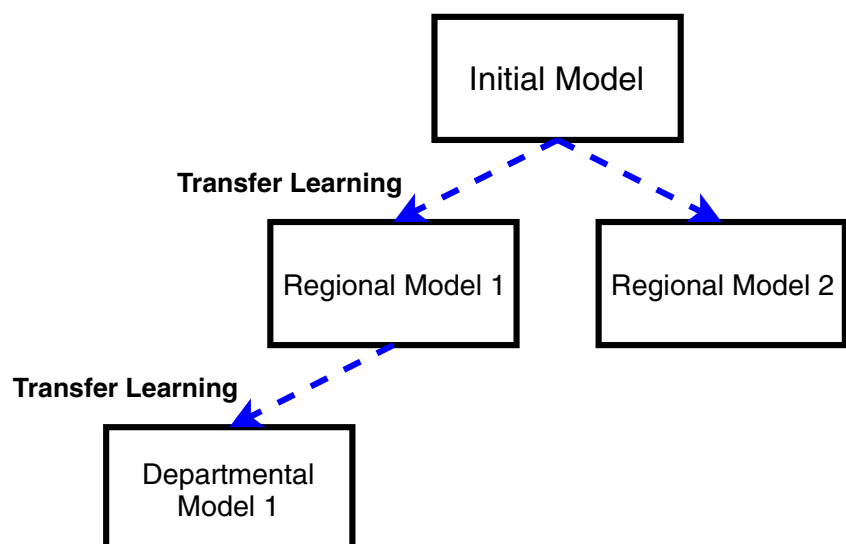 Initial Model
Transfer Learning
Regional Model 1
Regional Model 2
Transfer Learning
Departmental
Model 1